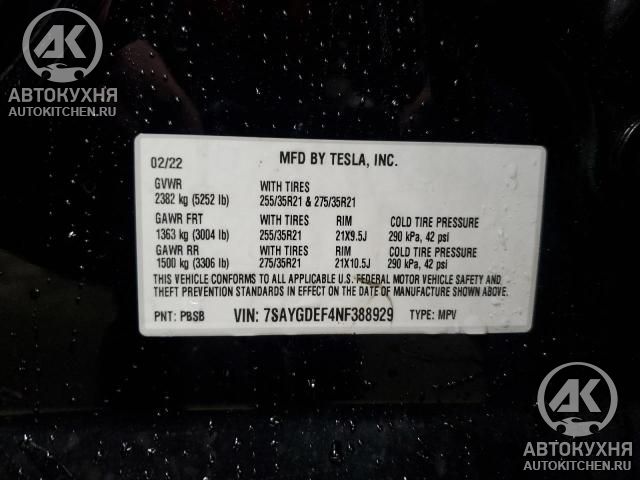 AK
АВТОКУХНЯ
AUTOKITCHEN.RU
02/22 MFD BY TESLA, INC.
GVWR WITH TIRES
2382 kg (5252 lb) 255/35R21 & 275/35R21
GAWR FRT WITH TIRES RIM COLD TIRE PRESSURE
1363 kg (3004 lb) 255/35R21 21X9.5J 290 kPa, 42 psi
GAWR RR WITH TIRES RIM COLD TIRE PRESSURE
1500 kg (3306 lb) 275/35R21 21X10.5J 290 kPa, 42 psi
THIS VEHICLE CONFORMS TO ALL APPLICABLE U.S. FEDERAL MOTOR VEHICLE SAFETY AND
THEFT PREVENTION STANDARDS IN EFFECT ON THE DATE OF MANUFACTURE SHOWN ABOVE.
PNT: PBSB VIN: 7SAYGDEF4NF388929 TYPE: MPV
AK
АВТОКУХНЯ
AUTOKITCHEN.RU